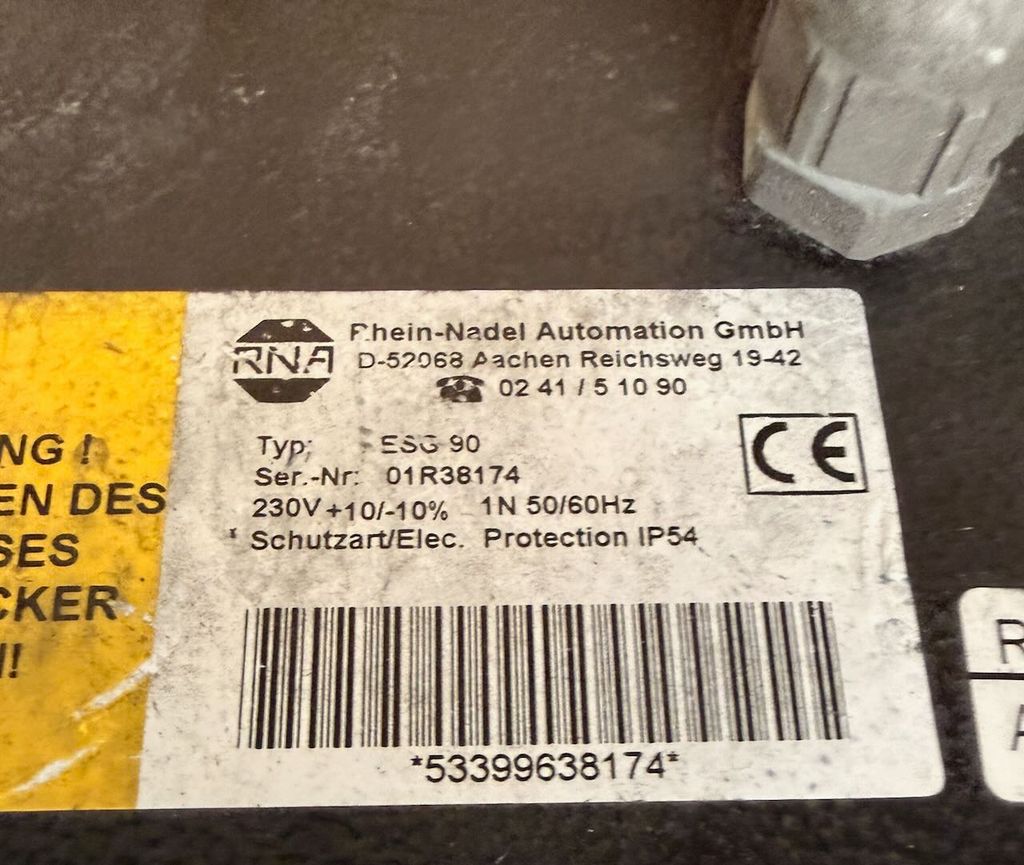 RNA
Rhein-Nadel Automation GmbH
D-52068 Aachen Reichsweg 19-42
02 41 / 5 10 90
Typ; ESG 90
Ser.-Nr: 01R38174
230V +10/-10% 1N 50/60Hz
Schutzart/Elec. Protection IP54
CE
*53399638174*
NG !
EN DES
SES
CKER
!!
R
A